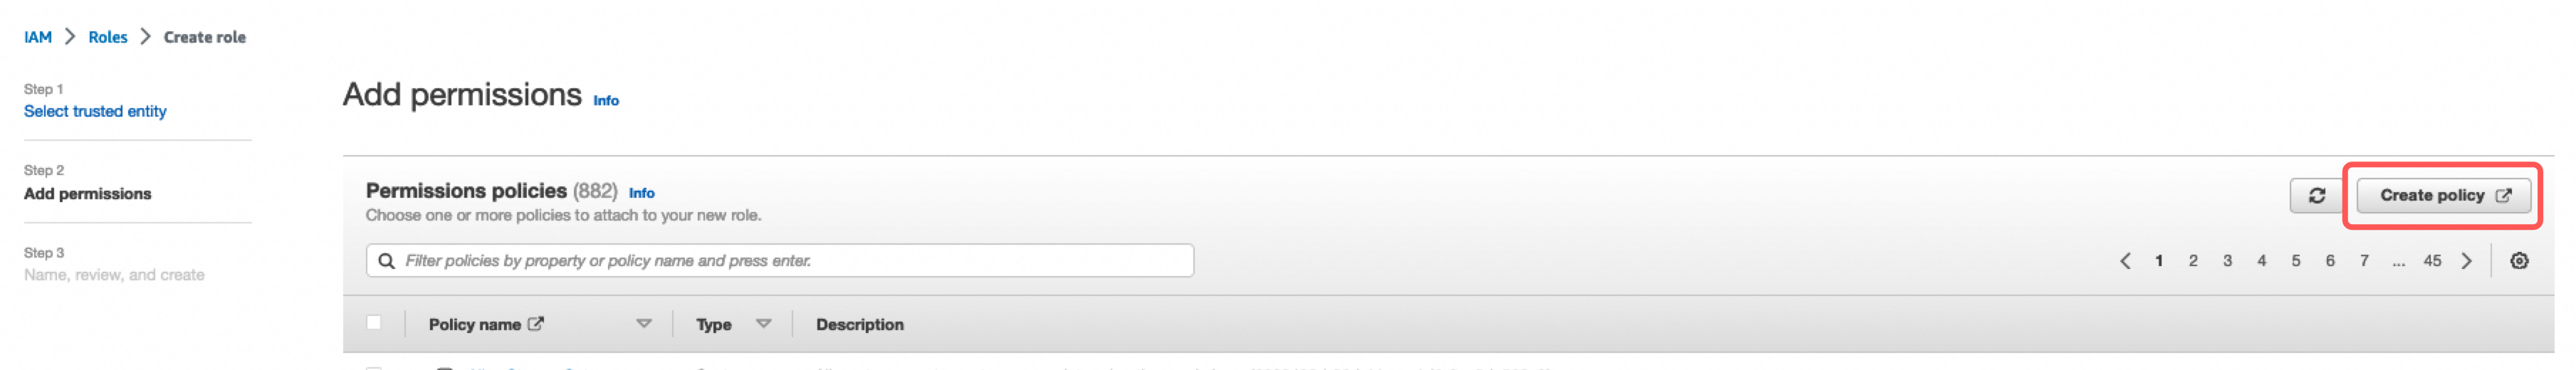 IAM > Roles > Create role
Step 1
Select trusted entity
Step 2
Add permissions
Step 3
Name, review, and create
Add permissions Info
Permissions policies (882) Info
Choose one or more policies to attach to your new role.
Create policy
Filter policies by property or policy name and press enter.
1 2 3 4 5 6 7 ... 45
Policy name Type Description